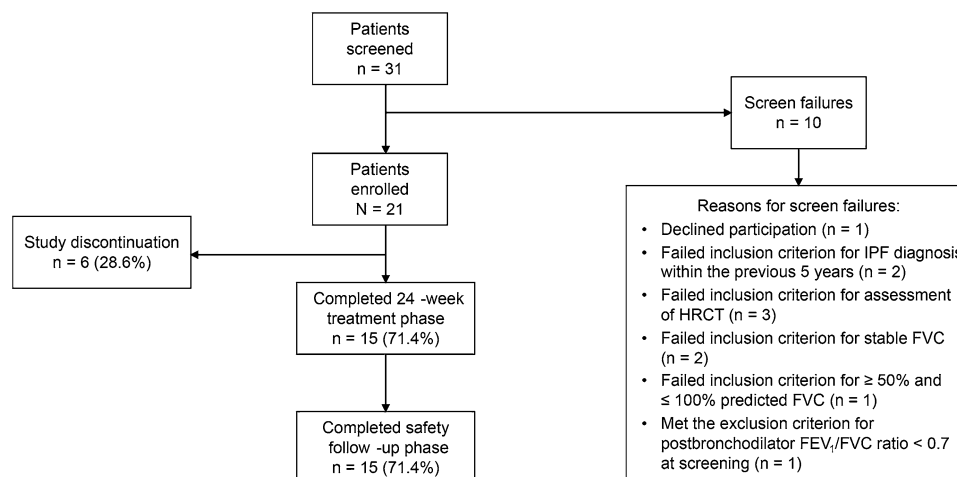 Patients
screened
n = 31
Screen failures
n = 10
Patients
enrolled
N = 21
Reasons for screen failures:
• Declined participation (n = 1)
• Failed inclusion criterion for IPF diagnosis
within the previous 5 years (n = 2)
• Failed inclusion criterion for assessment
of HRCT (n = 3)
• Failed inclusion criterion for stable FVC
(n = 2)
• Failed inclusion criterion for ≥ 50% and
≤ 100% predicted FVC (n = 1)
• Met the exclusion criterion for
postbronchodilator FEV₁/FVC ratio < 0.7
at screening (n = 1)
Study discontinuation
n = 6 (28.6%)
Completed 24 -week
treatment phase
n = 15 (71.4%)
Completed safety
follow -up phase
n = 15 (71.4%)